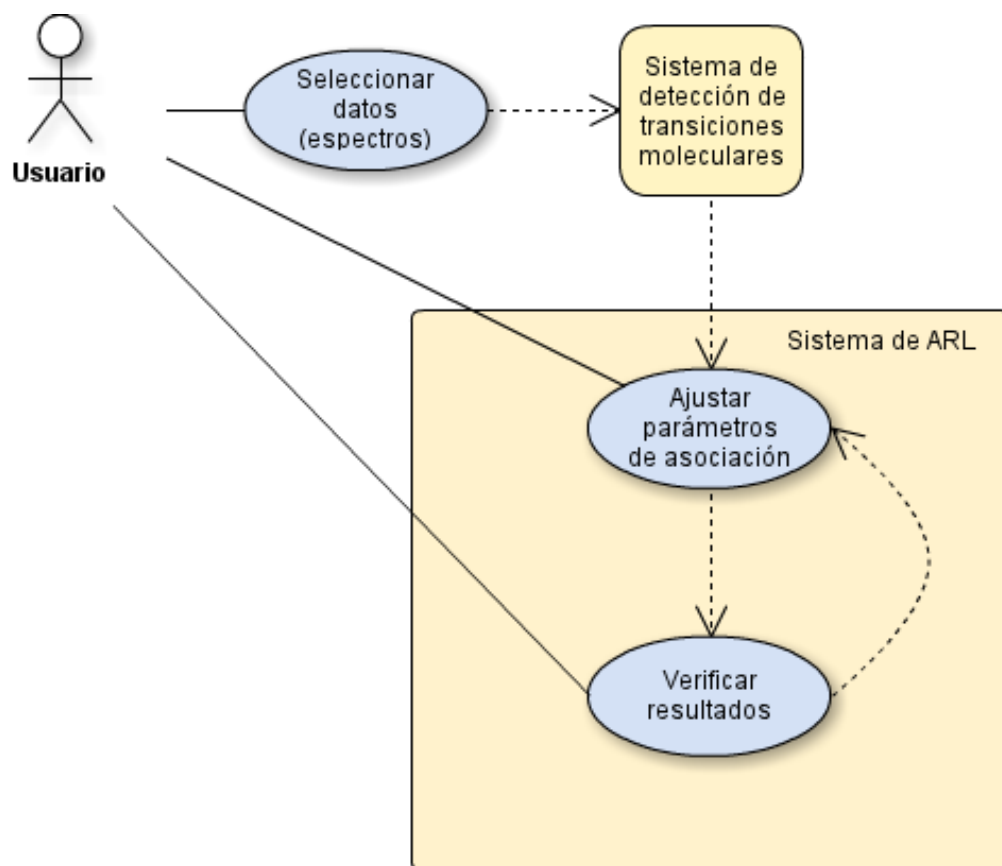 Usuario
Seleccionar
datos
(espectros)
Sistema de
detección de
transiciones
moleculares
Sistema de ARL
Ajustar
parámetros
de asociación
Verificar
resultados